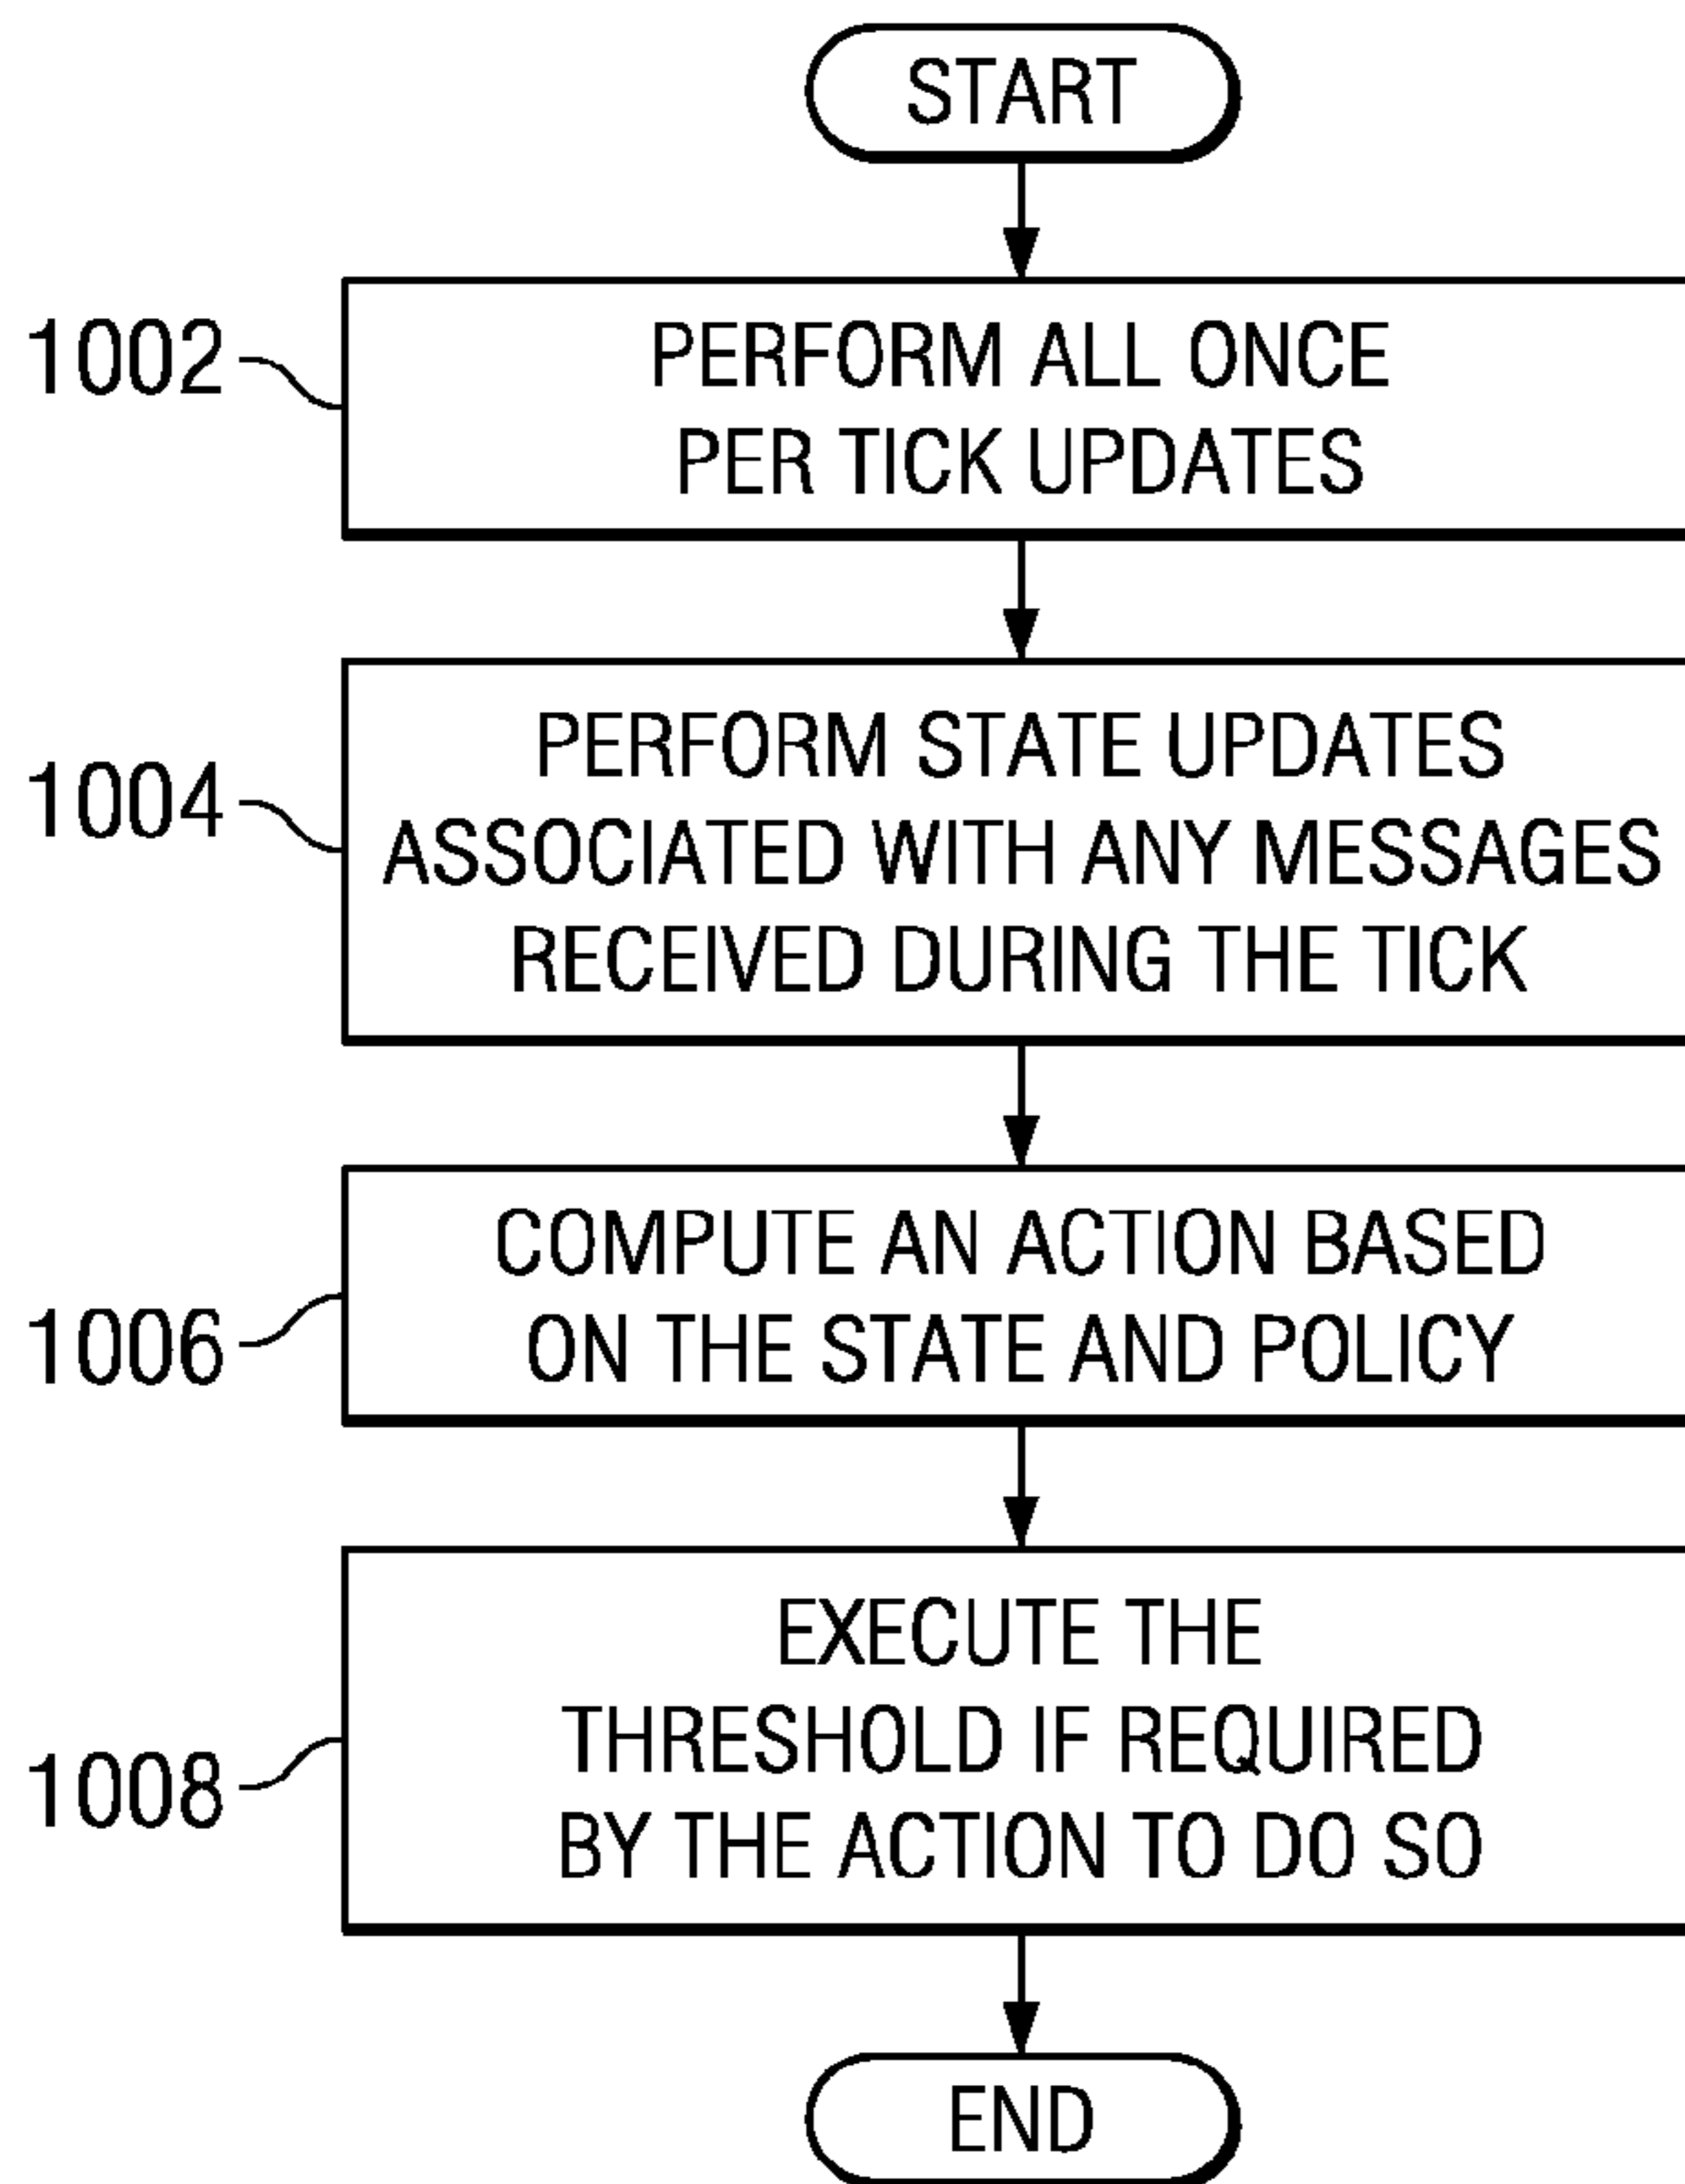 START
1002
PERFORM ALL ONCE
PER TICK UPDATES
1004
PERFORM STATE UPDATES
ASSOCIATED WITH ANY MESSAGES
RECEIVED DURING THE TICK
1006
COMPUTE AN ACTION BASED
ON THE STATE AND POLICY
1008
EXECUTE THE
THRESHOLD IF REQUIRED
BY THE ACTION TO DO SO
END